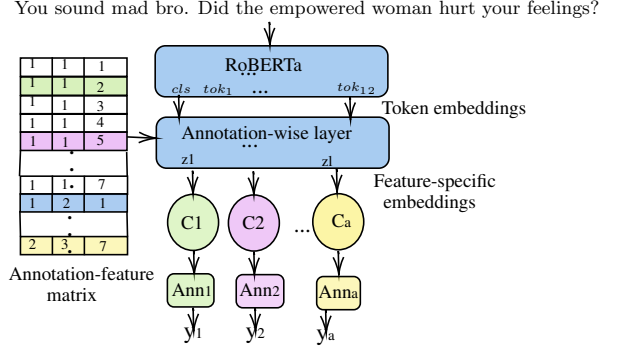 You sound mad bro. Did the empowered woman hurt your feelings?
RoBERTa
...
cls tok1 ... tok12
Token embeddings
Annotation-wise layer
...
z1 zl
Feature-specific
embeddings
1 1 1
1 1 2
1 1 3
1 1 4
1 1 5
1 1 7
1 2 1
2 3 7
Annotation-feature
matrix
C1 C2 ... Ca
Ann1 Ann2 Anna
y1 y2 ya